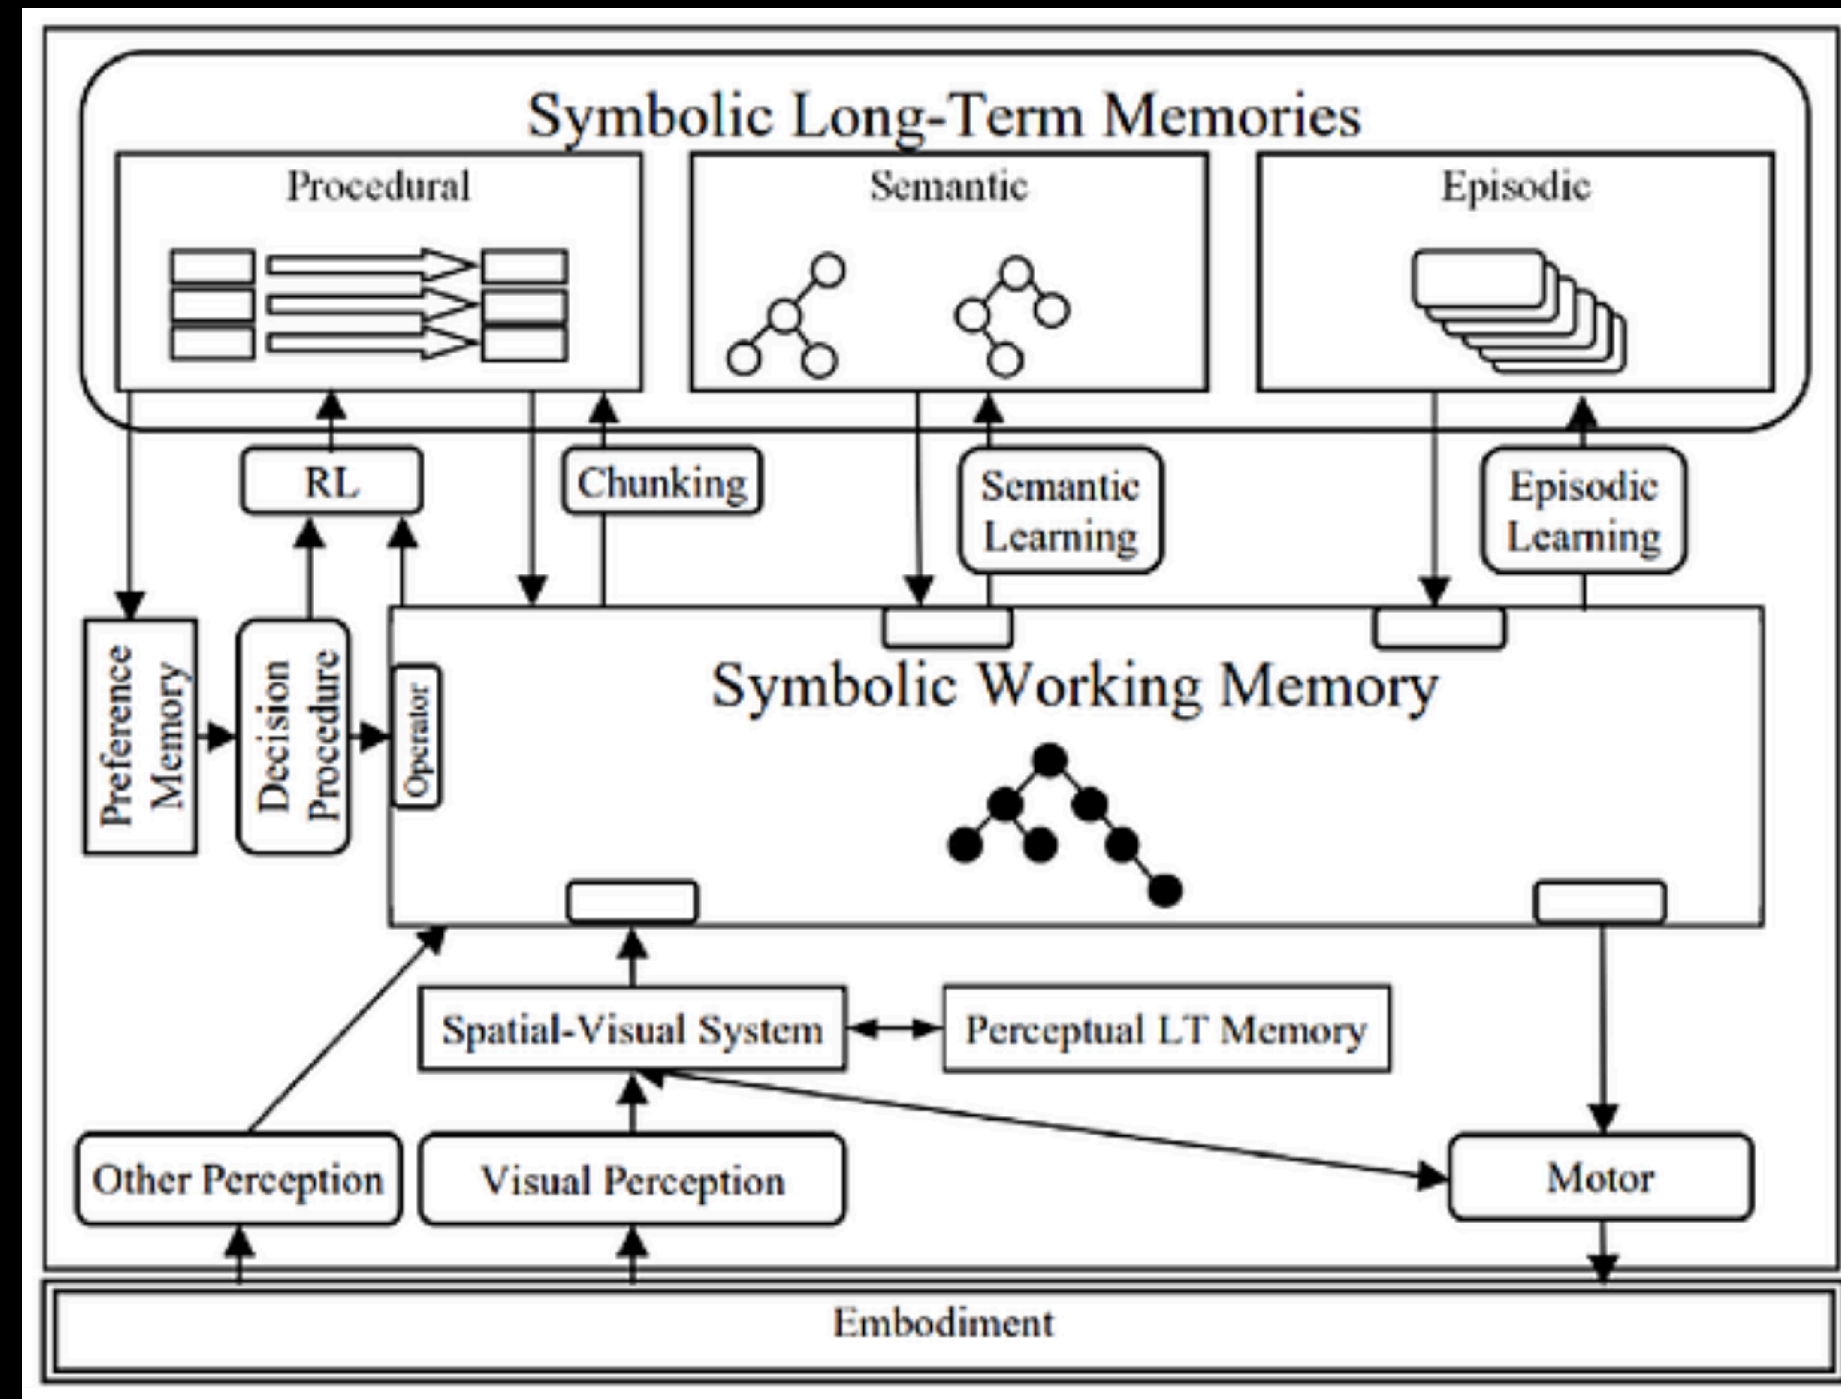 Symbolic Long-Term Memories
Procedural
Semantic
Episodic
RL
Chunking
Semantic
Learning
Episodic
Learning
Preference
Memory
Decision
Procedure
Operator
Symbolic Working Memory
Spatial-Visual System
Perceptual LT Memory
Other Perception
Visual Perception
Motor
Embodiment